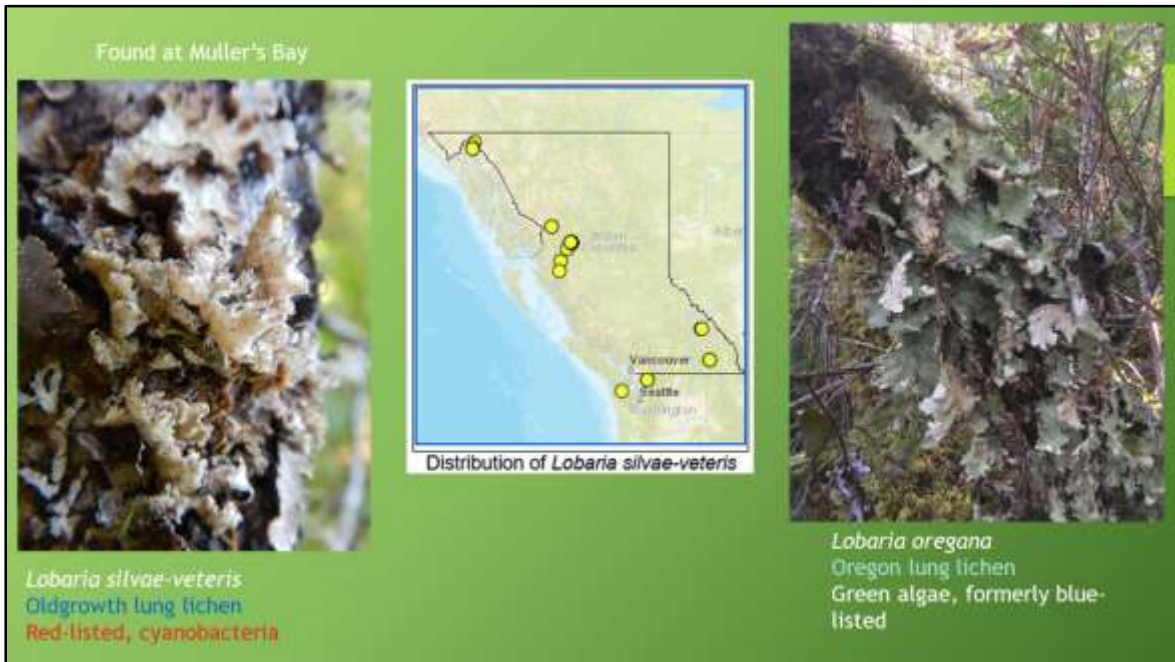 Found at Muller's Bay
Vancouver
Seattle
Washington
Distribution of Lobaria silvae-veteris
Lobaria silvae-veteris
Oldgrowth lung lichen
Red-listed, cyanobacteria
Lobaria oregana
Oregon lung lichen
Green algae, formerly blue-
listed